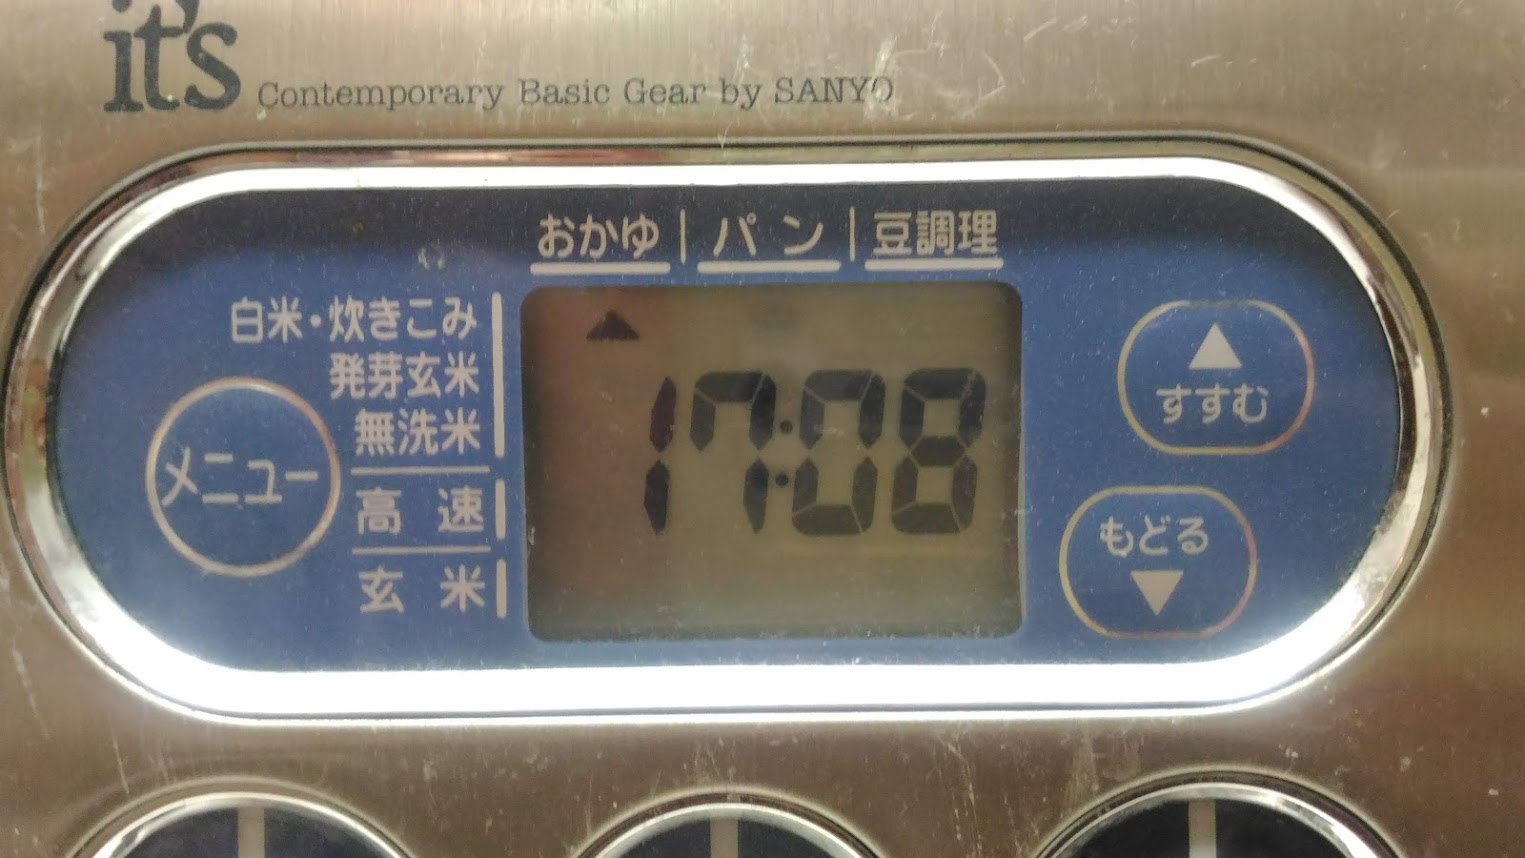 it's Contemporary Basic Gear by SANYO
おかゆ | パン | 豆調理
白米・炊きこみ
発芽玄米
無洗米
高速
玄米
メニュー
17:08
▲
すすむ
もどる
▼